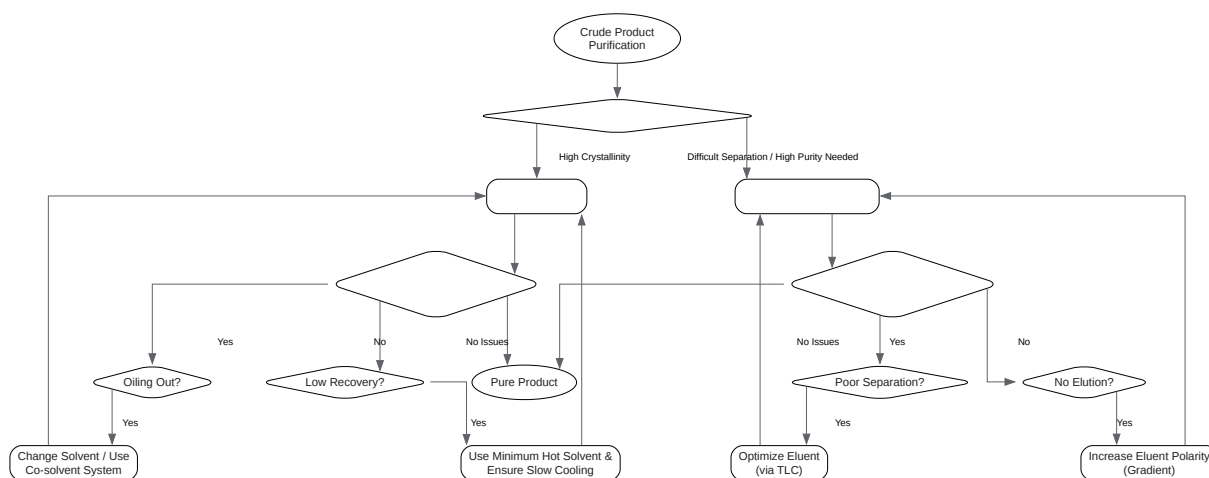 Crude Product
Purification
High Crystallinity
Difficult Separation / High Purity Needed
Yes
No
No Issues
No Issues
Yes
No
Oiling Out?
Low Recovery?
Pure Product
Poor Separation?
No Elution?
Yes
Yes
Yes
Yes
Change Solvent / Use
Co-solvent System
Use Minimum Hot Solvent &
Ensure Slow Cooling
Optimize Eluent
(via TLC)
Increase Eluent Polarity
(Gradient)